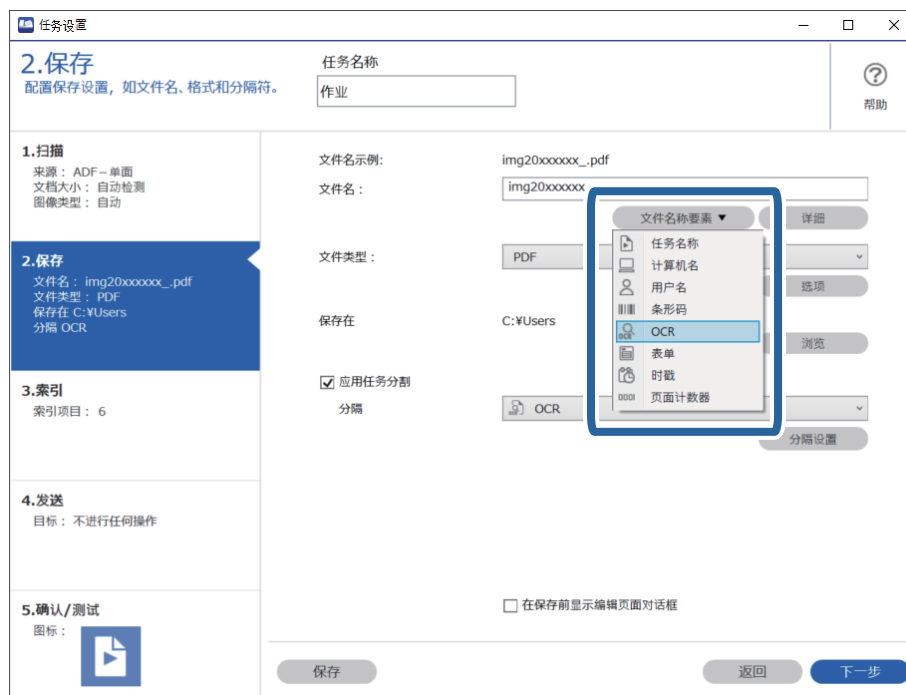 任务设置
2.保存
配置保存设置，如文件名、格式和分隔符。
任务名称
作业
帮助
1.扫描
来源： ADF－单面
文档大小： 自动检测
图像类型： 自动
2.保存
文件名： img20xxxxxx_.pdf
文件类型： PDF
保存在 C:¥Users
分隔 OCR
3.索引
索引项目： 6
4.发送
目标： 不进行任何操作
5.确认/测试
图标：
文件名示例: img20xxxxxx_.pdf
文件名： img20xxxxxx
文件名称要素 ▼ 详细
任务名称
计算机名
用户名
条形码
OCR
表单
时戳
页面计数器
文件类型： PDF
选项
保存在 C:¥Users
浏览
应用任务分割
分隔 OCR
分隔设置
在保存前显示编辑页面对话框
保存 返回 下一步